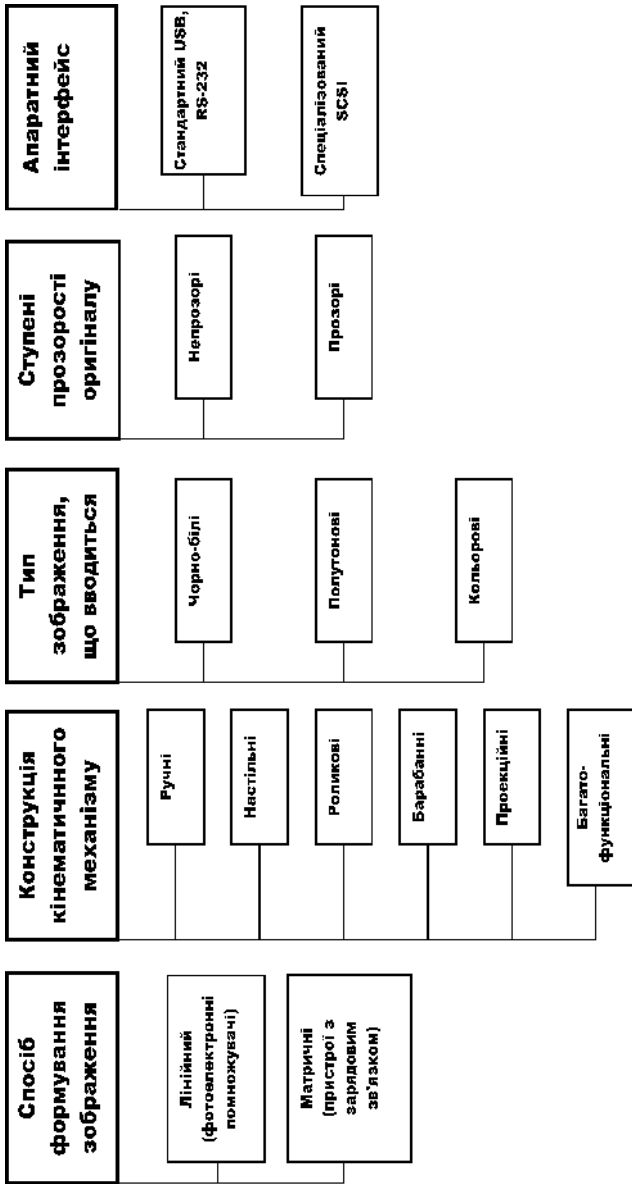 Спосіб
формування
зображення
Лінійний
(фотоелектронні
помножувачі)
Матричні
(пристрої з
зарядовим
зв'язком)
Конструкція
кінематичнного
механізму
Ручні
Настільні
Роликові
Барабанні
Проекційні
Багато-
функціональні
Тип
зображення,
що вводиться
Чорно-білі
Полутонові
Кольорові
Ступені
прозорості
оригіналу
Непрозорі
Прозорі
Апаратний
інтерфейс
Стандартний USB,
RS-232
Спеціалізований
SCSI